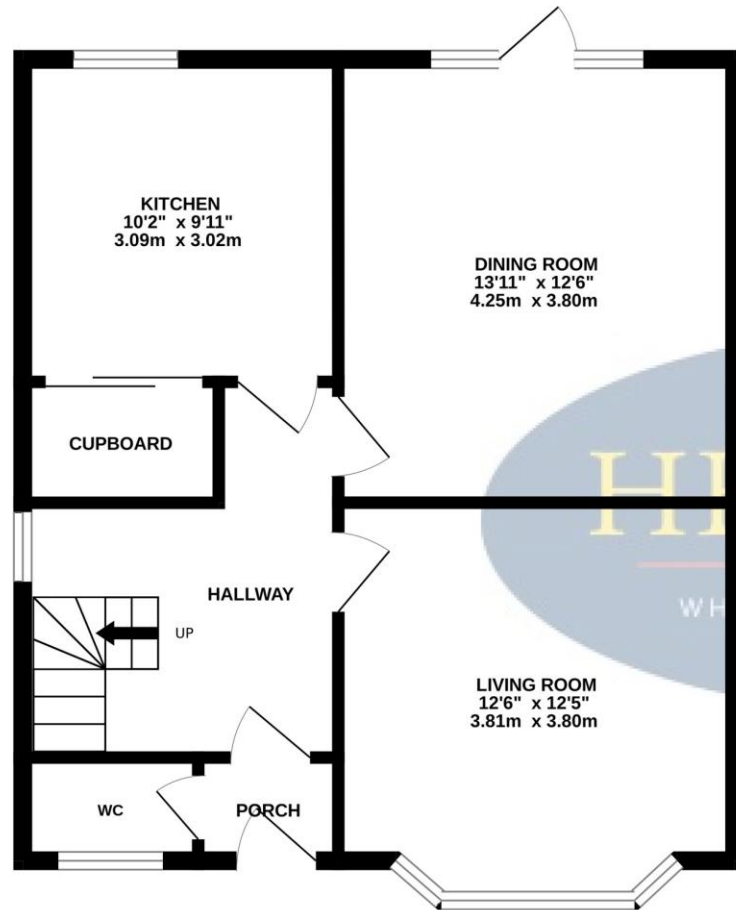 KITCHEN
10'2" x 9'11"
3.09m x 3.02m
DINING ROOM
13'11" x 12'6"
4.25m x 3.80m
CUPBOARD
HALLWAY
UP
LIVING ROOM
12'6" x 12'5"
3.81m x 3.80m
WC
PORCH
WH